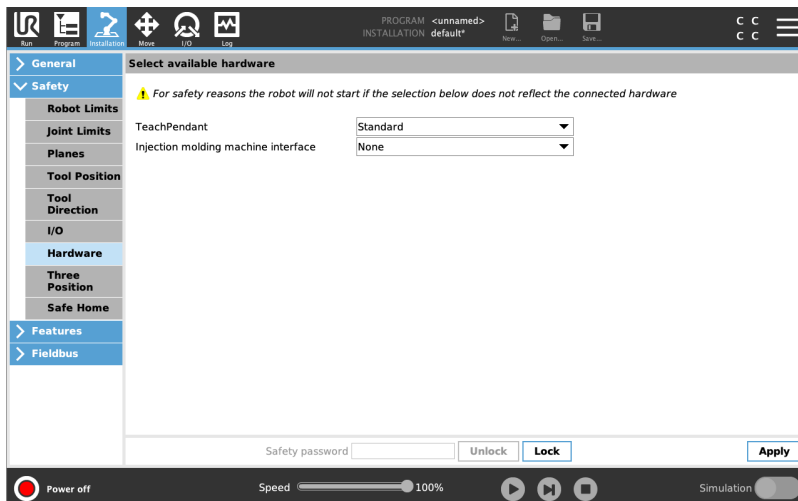 PROGRAM <unnamed>
INSTALLATION default*
C C
C C
Run Program Installation Move I/O Log New... Open... Save...
General
Select available hardware
Safety
For safety reasons the robot will not start if the selection below does not reflect the connected hardware
Robot Limits
TeachPendant Standard
Joint Limits
Injection molding machine interface None
Planes
Tool Position
Tool
Direction
I/O
Hardware
Three
Position
Safe Home
Features
Fieldbus
Safety password Unlock Lock Apply
Power off Speed 100% Simulation